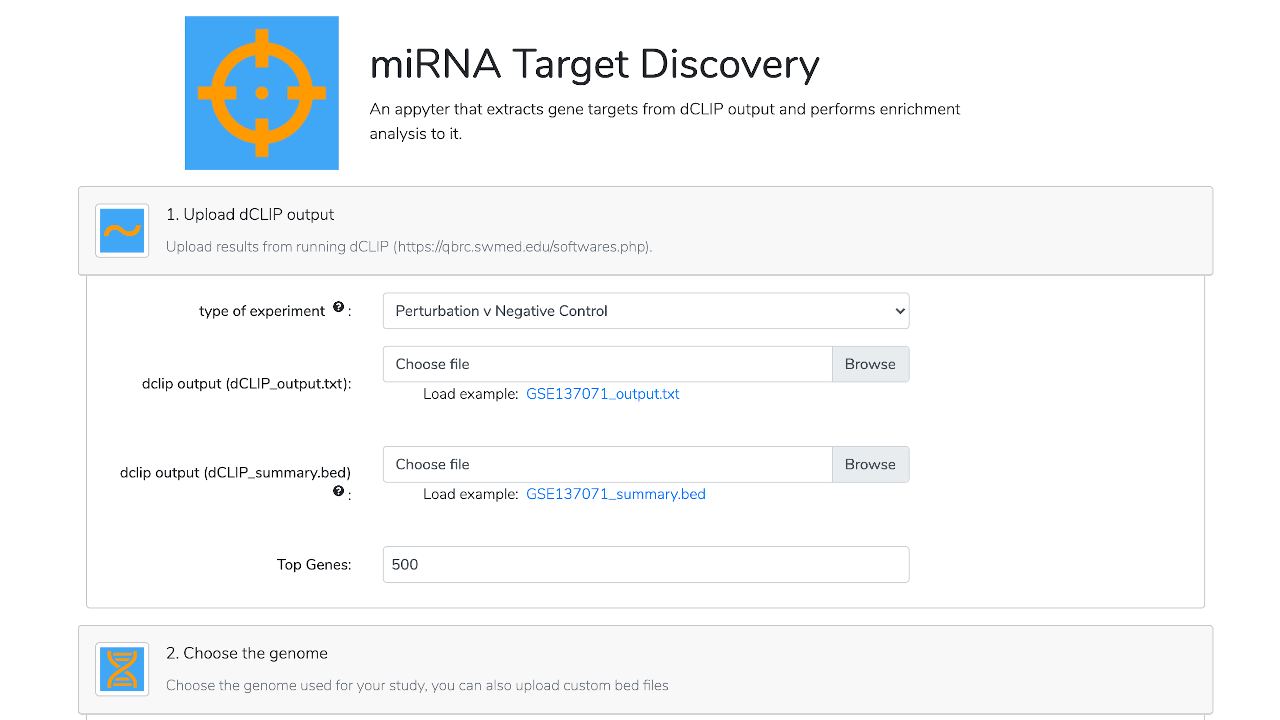 miRNA Target Discovery
An appyter that extracts gene targets from dCLIP output and performs enrichment
analysis to it.
1. Upload dCLIP output
Upload results from running dCLIP (https://qbrc.swmed.edu/softwares.php).
type of experiment ? :
Perturbation v Negative Control
dclip output (dCLIP_output.txt):
Choose file
Browse
Load example: GSE137071_output.txt
dclip output (dCLIP_summary.bed)
? :
Choose file
Browse
Load example: GSE137071_summary.bed
Top Genes:
500
2. Choose the genome
Choose the genome used for your study, you can also upload custom bed files